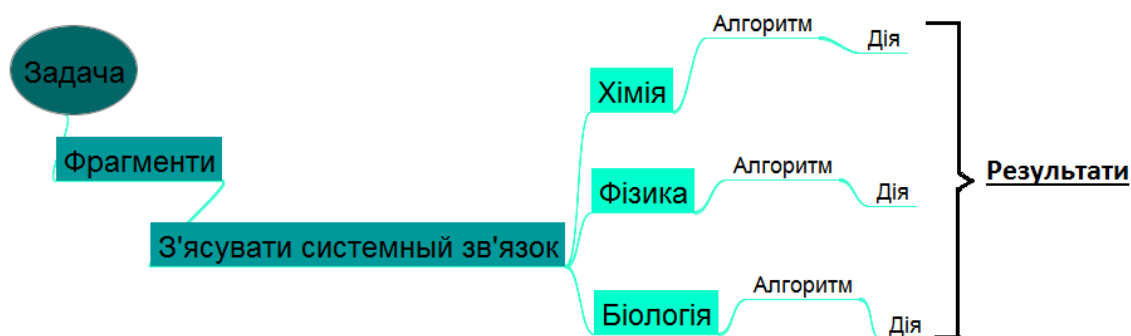 Задача
Фрагменти
З'ясувати системный зв'язок
Хімія
Алгоритм
Дія
Фізика
Алгоритм
Дія
Біологія
Алгоритм
Дія
Результати